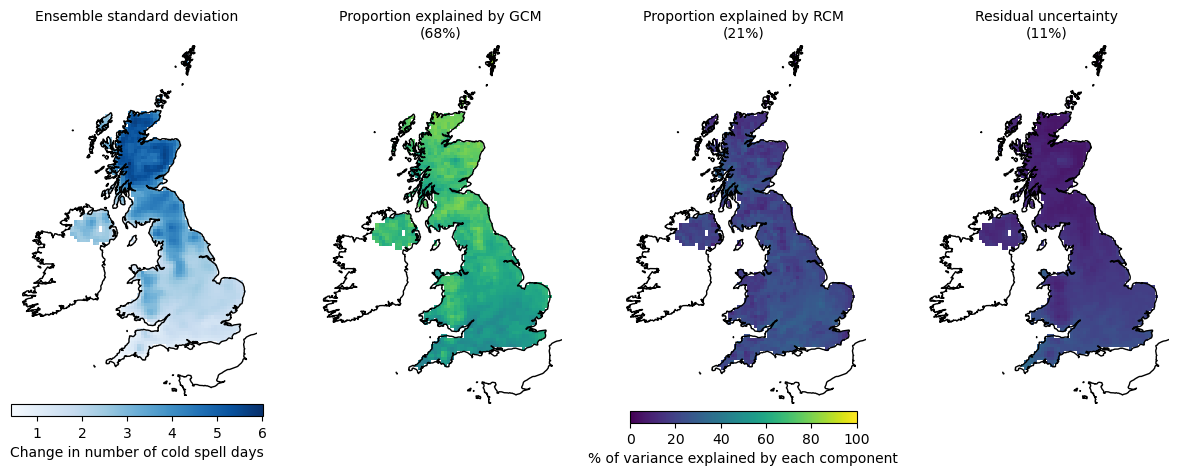 Ensemble standard deviation
Proportion explained by GCM
(68%)
Proportion explained by RCM
(21%)
Residual uncertainty
(11%)
1 2 3 4 5 6
Change in number of cold spell days
0 20 40 60 80 100
% of variance explained by each component